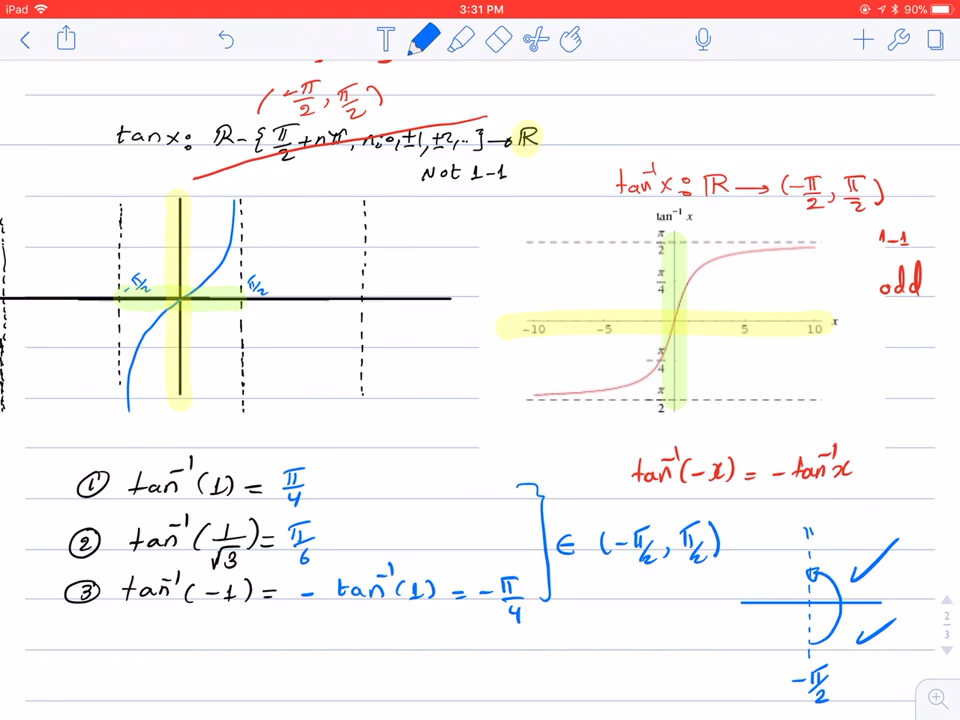 iPad 3:31 PM 90%
T
(-π/2, π/2)
tan x: ℝ - {π/2 + nπ, n:0, ±1, ±2, ...} → ℝ
Not 1-1
tan⁻¹ x: ℝ → (-π/2, π/2)
1-1
odd
-π/2 π/2
tan⁻¹ x
π/2
π/4
-10 -5 5 10 x
π/4
π/2
tan⁻¹(-x) = - tan⁻¹ x
① tan⁻¹(1) = π/4
② tan⁻¹(1/√3) = π/6
③ tan⁻¹(-1) = - tan⁻¹(1) = -π/4
] ∈ (-π/2, π/2)
-π/2
2
3